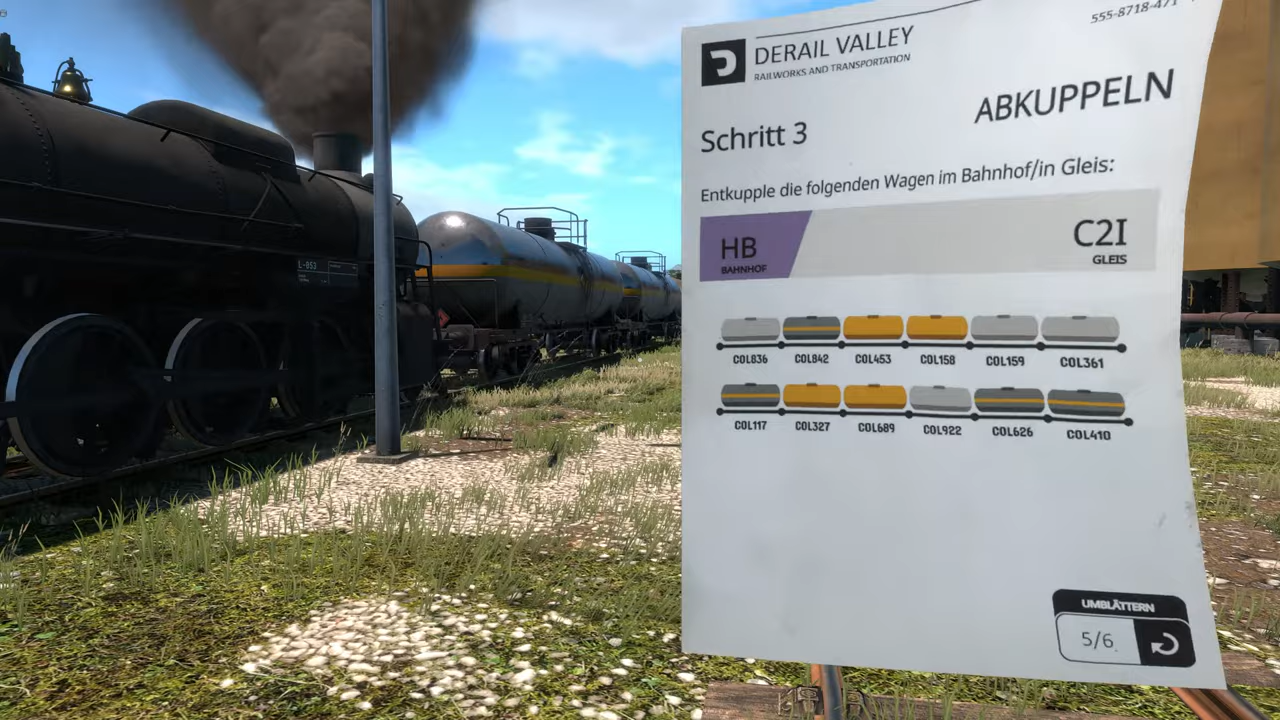 555-8718-471
DERAIL VALLEY
RAILWORKS AND TRANSPORTATION
ABKUPPELN
Schritt 3
Entkupple die folgenden Wagen im Bahnhof/in Gleis:
HB
BAHNHOF
C2I
GLEIS
COL836 COL842 COL453 COL158 COL159 COL361
COL117 COL327 COL689 COL922 COL626 COL410
UMBLÄTTERN
5/6
L-053